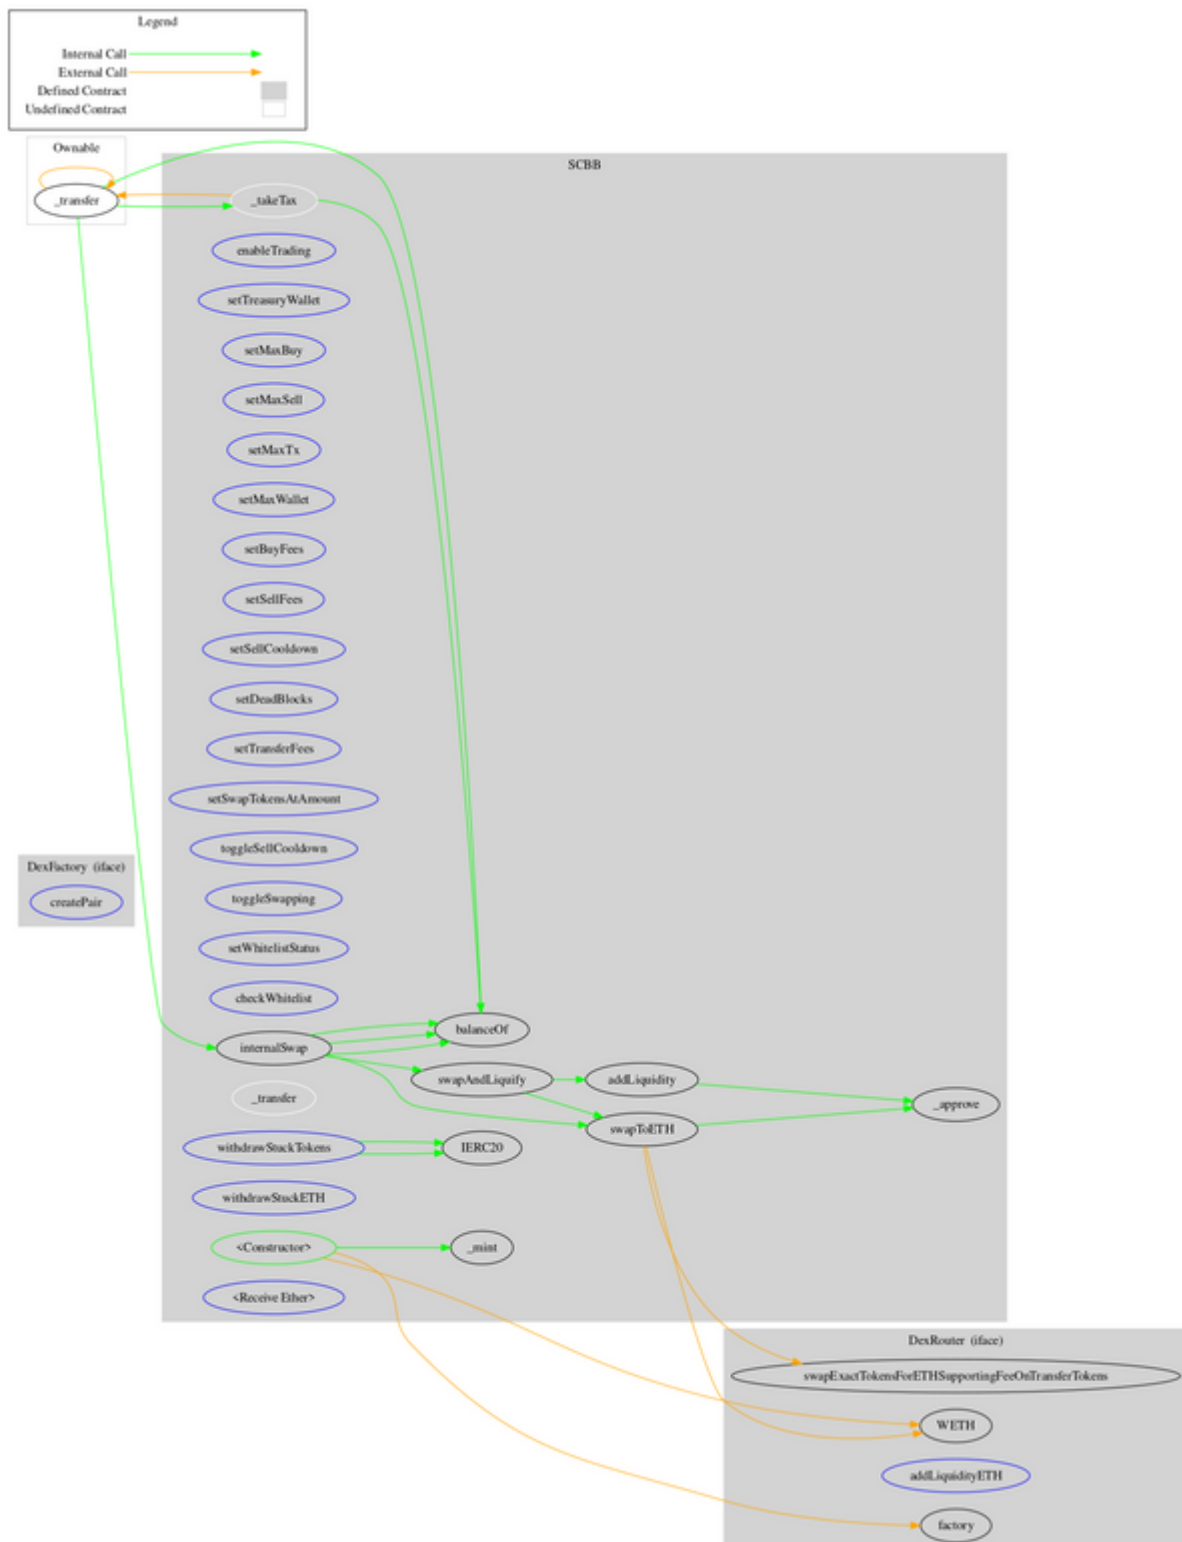 Legend
Internal Call
External Call
Defined Contract
Undefined Contract
Ownable
_transfer
SCBB
_takeTax
enableTrading
setTreasuryWallet
setMaxBuy
setMaxSell
setMaxTx
setMaxWallet
setBuyFees
setSellFees
setSellCooldown
setDeadBlocks
setTransferFees
setSwapTokensAtAmount
toggleSellCooldown
DexFactory (iface)
createPair
toggleSwapping
setWhitelistStatus
checkWhitelist
internalSwap
balanceOf
swapAndLiquify
addLiquidity
_approve
_transfer
swapToETH
withdrawStuckTokens
IERC20
withdrawStuckETH
<Constructor>
_mint
<Receive Ether>
DexRouter (iface)
swapExactTokensForETHSupportingFeeOnTransferTokens
WETH
addLiquidityETH
factory